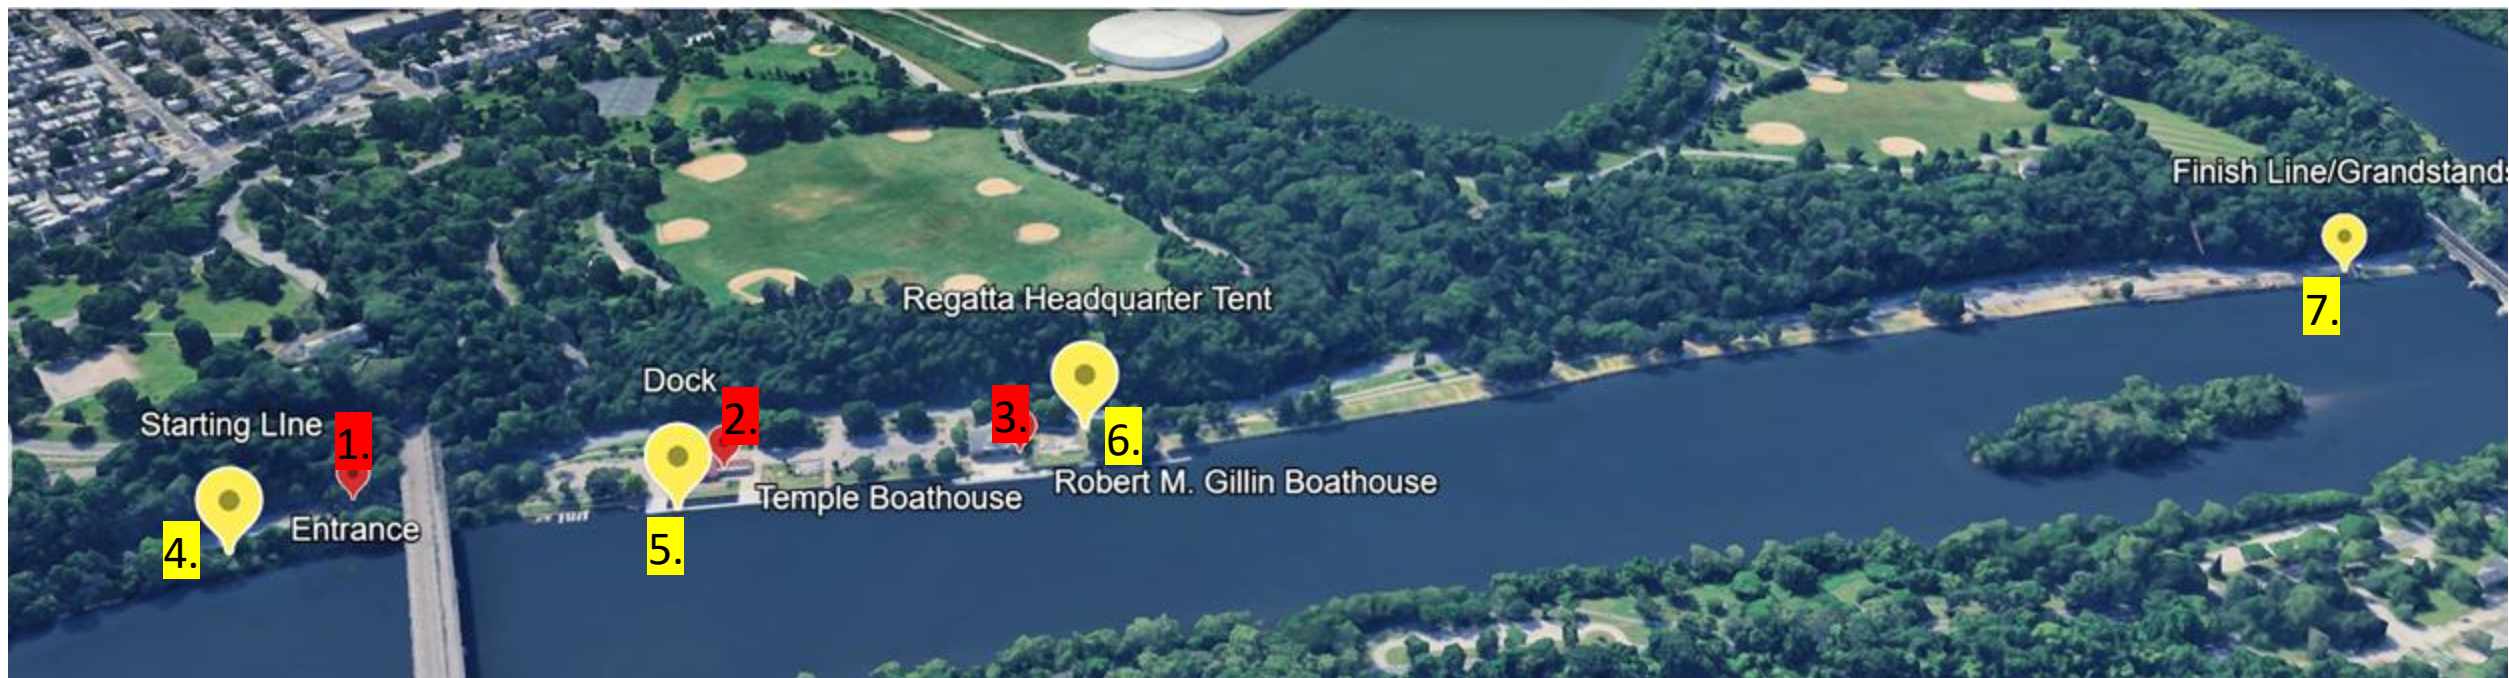 Finish Line/Grandstands
7.
Regatta Headquarter Tent
Dock
2.
3.
Starting LIne
1.
6.
Robert M. Gillin Boathouse
Temple Boathouse
Entrance
4.
5.